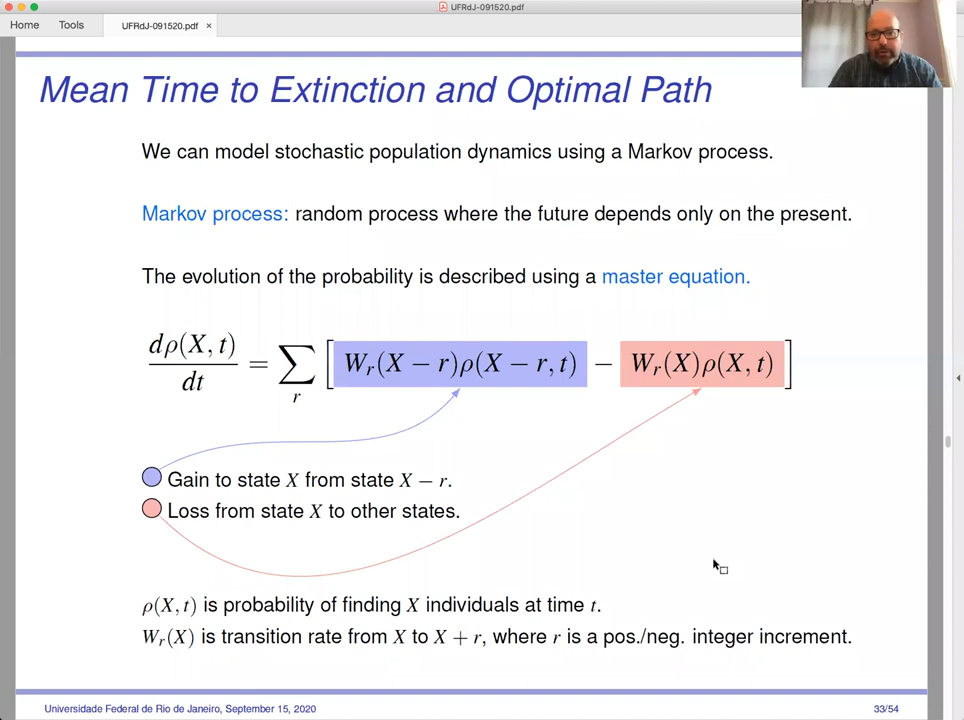 UFRdJ-091520.pdf
Home Tools UFRdJ-091520.pdf ×
Mean Time to Extinction and Optimal Path
We can model stochastic population dynamics using a Markov process.
Markov process: random process where the future depends only on the present.
The evolution of the probability is described using a master equation.
dρ(X, t)/dt = ∑_r [W_r(X − r)ρ(X − r, t) − W_r(X)ρ(X, t)]
Gain to state X from state X − r.
Loss from state X to other states.
ρ(X, t) is probability of finding X individuals at time t.
W_r(X) is transition rate from X to X + r, where r is a pos./neg. integer increment.
Universidade Federal de Rio de Janeiro, September 15, 2020 33/54